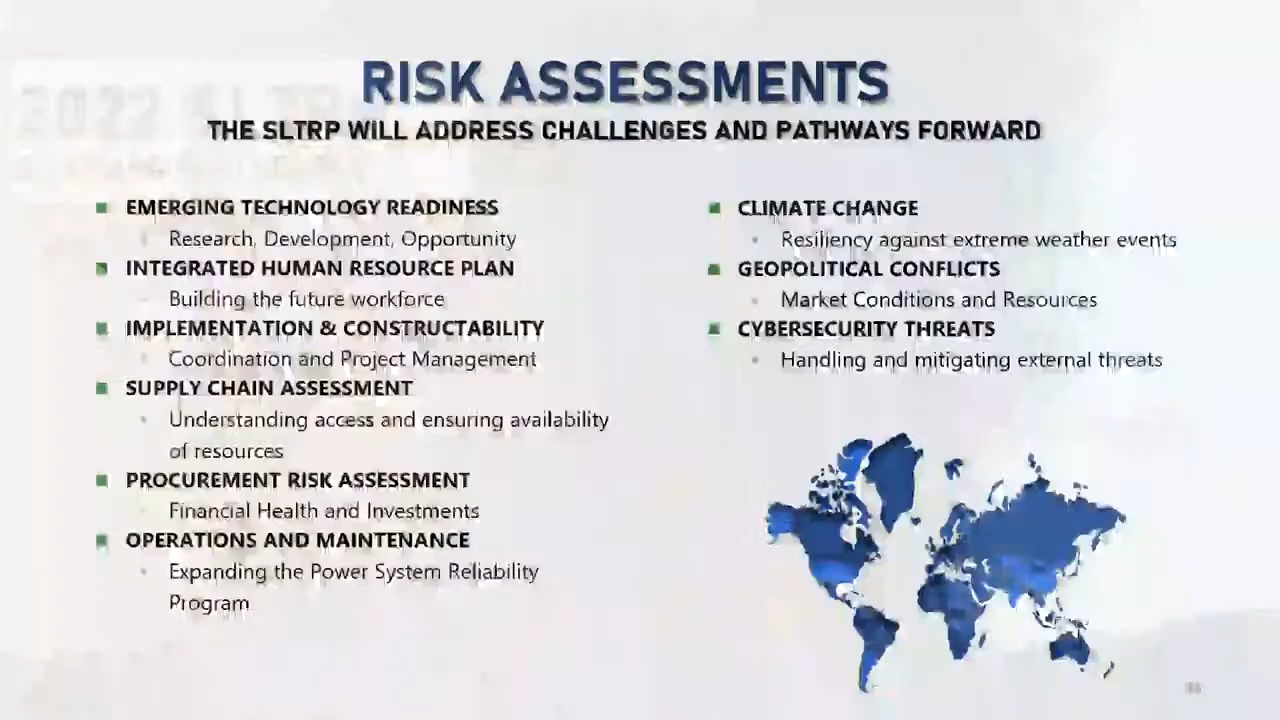 RISK ASSESSMENTS
THE SLTRP WILL ADDRESS CHALLENGES AND PATHWAYS FORWARD
EMERGING TECHNOLOGY READINESS
Research, Development, Opportunity
INTEGRATED HUMAN RESOURCE PLAN
Building the future workforce
IMPLEMENTATION & CONSTRUCTABILITY
Coordination and Project Management
SUPPLY CHAIN ASSESSMENT
Understanding access and ensuring availability
of resources
PROCUREMENT RISK ASSESSMENT
Financial Health and Investments
OPERATIONS AND MAINTENANCE
Expanding the Power System Reliability
Program
CLIMATE CHANGE
Resiliency against extreme weather events
GEOPOLITICAL CONFLICTS
Market Conditions and Resources
CYBERSECURITY THREATS
Handling and mitigating external threats